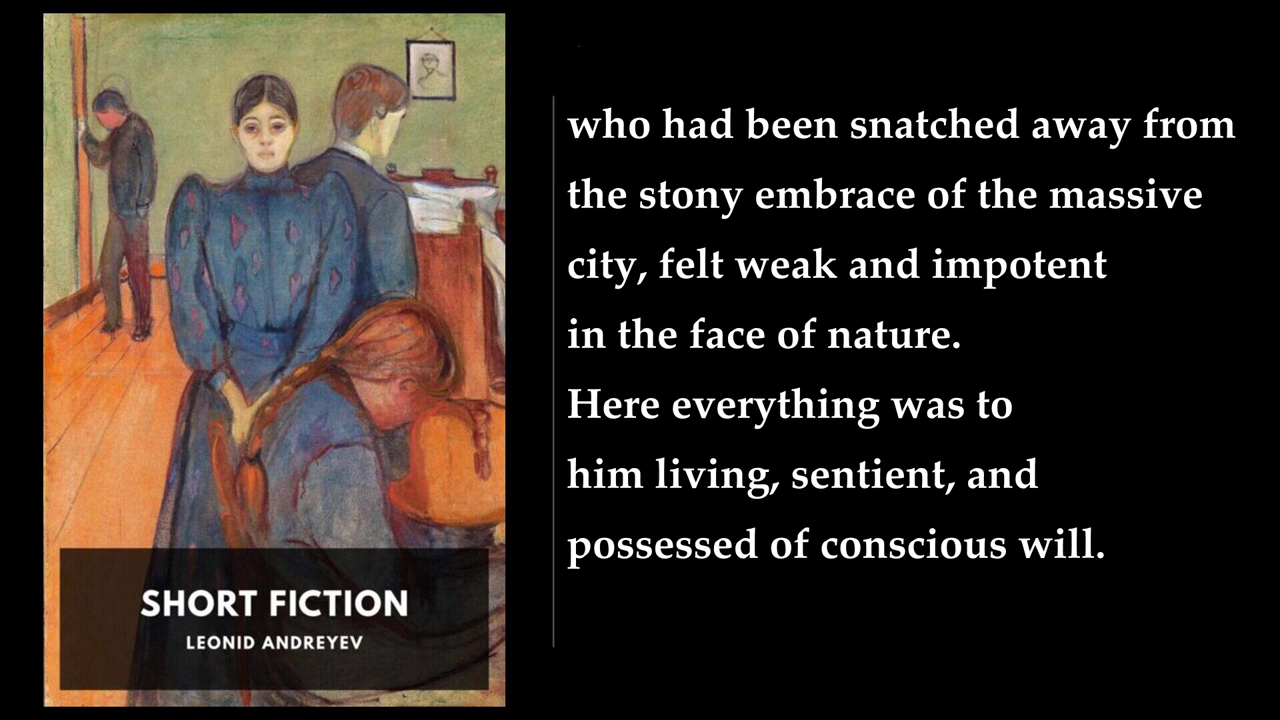 SHORT FICTION
LEONID ANDREYEV
who had been snatched away from
the stony embrace of the massive
city, felt weak and impotent
in the face of nature.
Here everything was to
him living, sentient, and
possessed of conscious will.